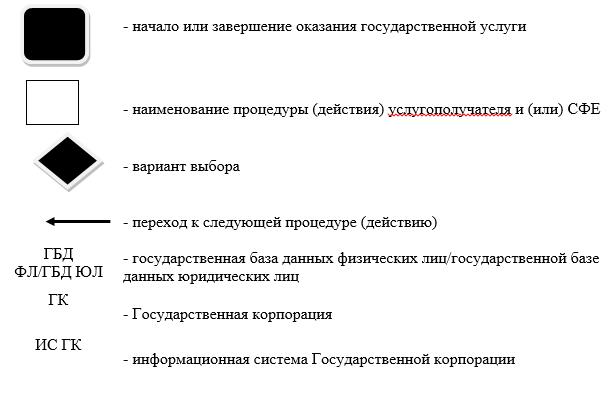 - начало или завершение оказания государственной услуги
- наименование процедуры (действия) услугополучателя и (или) СФЕ
- вариант выбора
- переход к следующей процедуре (действию)
ГБД
ФЛ/ГБД ЮЛ
- государственная база данных физических лиц/государственной базе
данных юридических лиц
ГК
- Государственная корпорация
ИС ГК
- информационная система Государственной корпорации